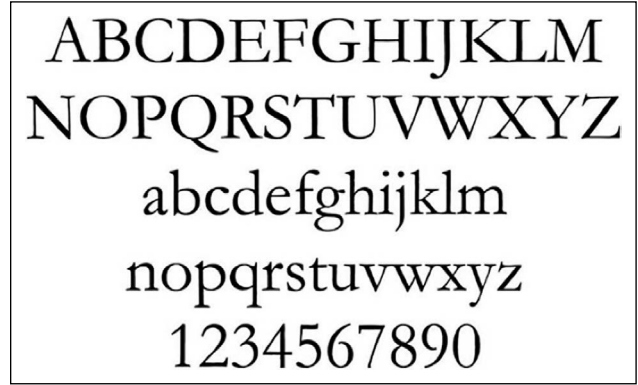 ABCDEFGHIJKLM
NOPQRSTUVWXYZ
abcdefghijklm
nopqrstuvwxyz
1234567890